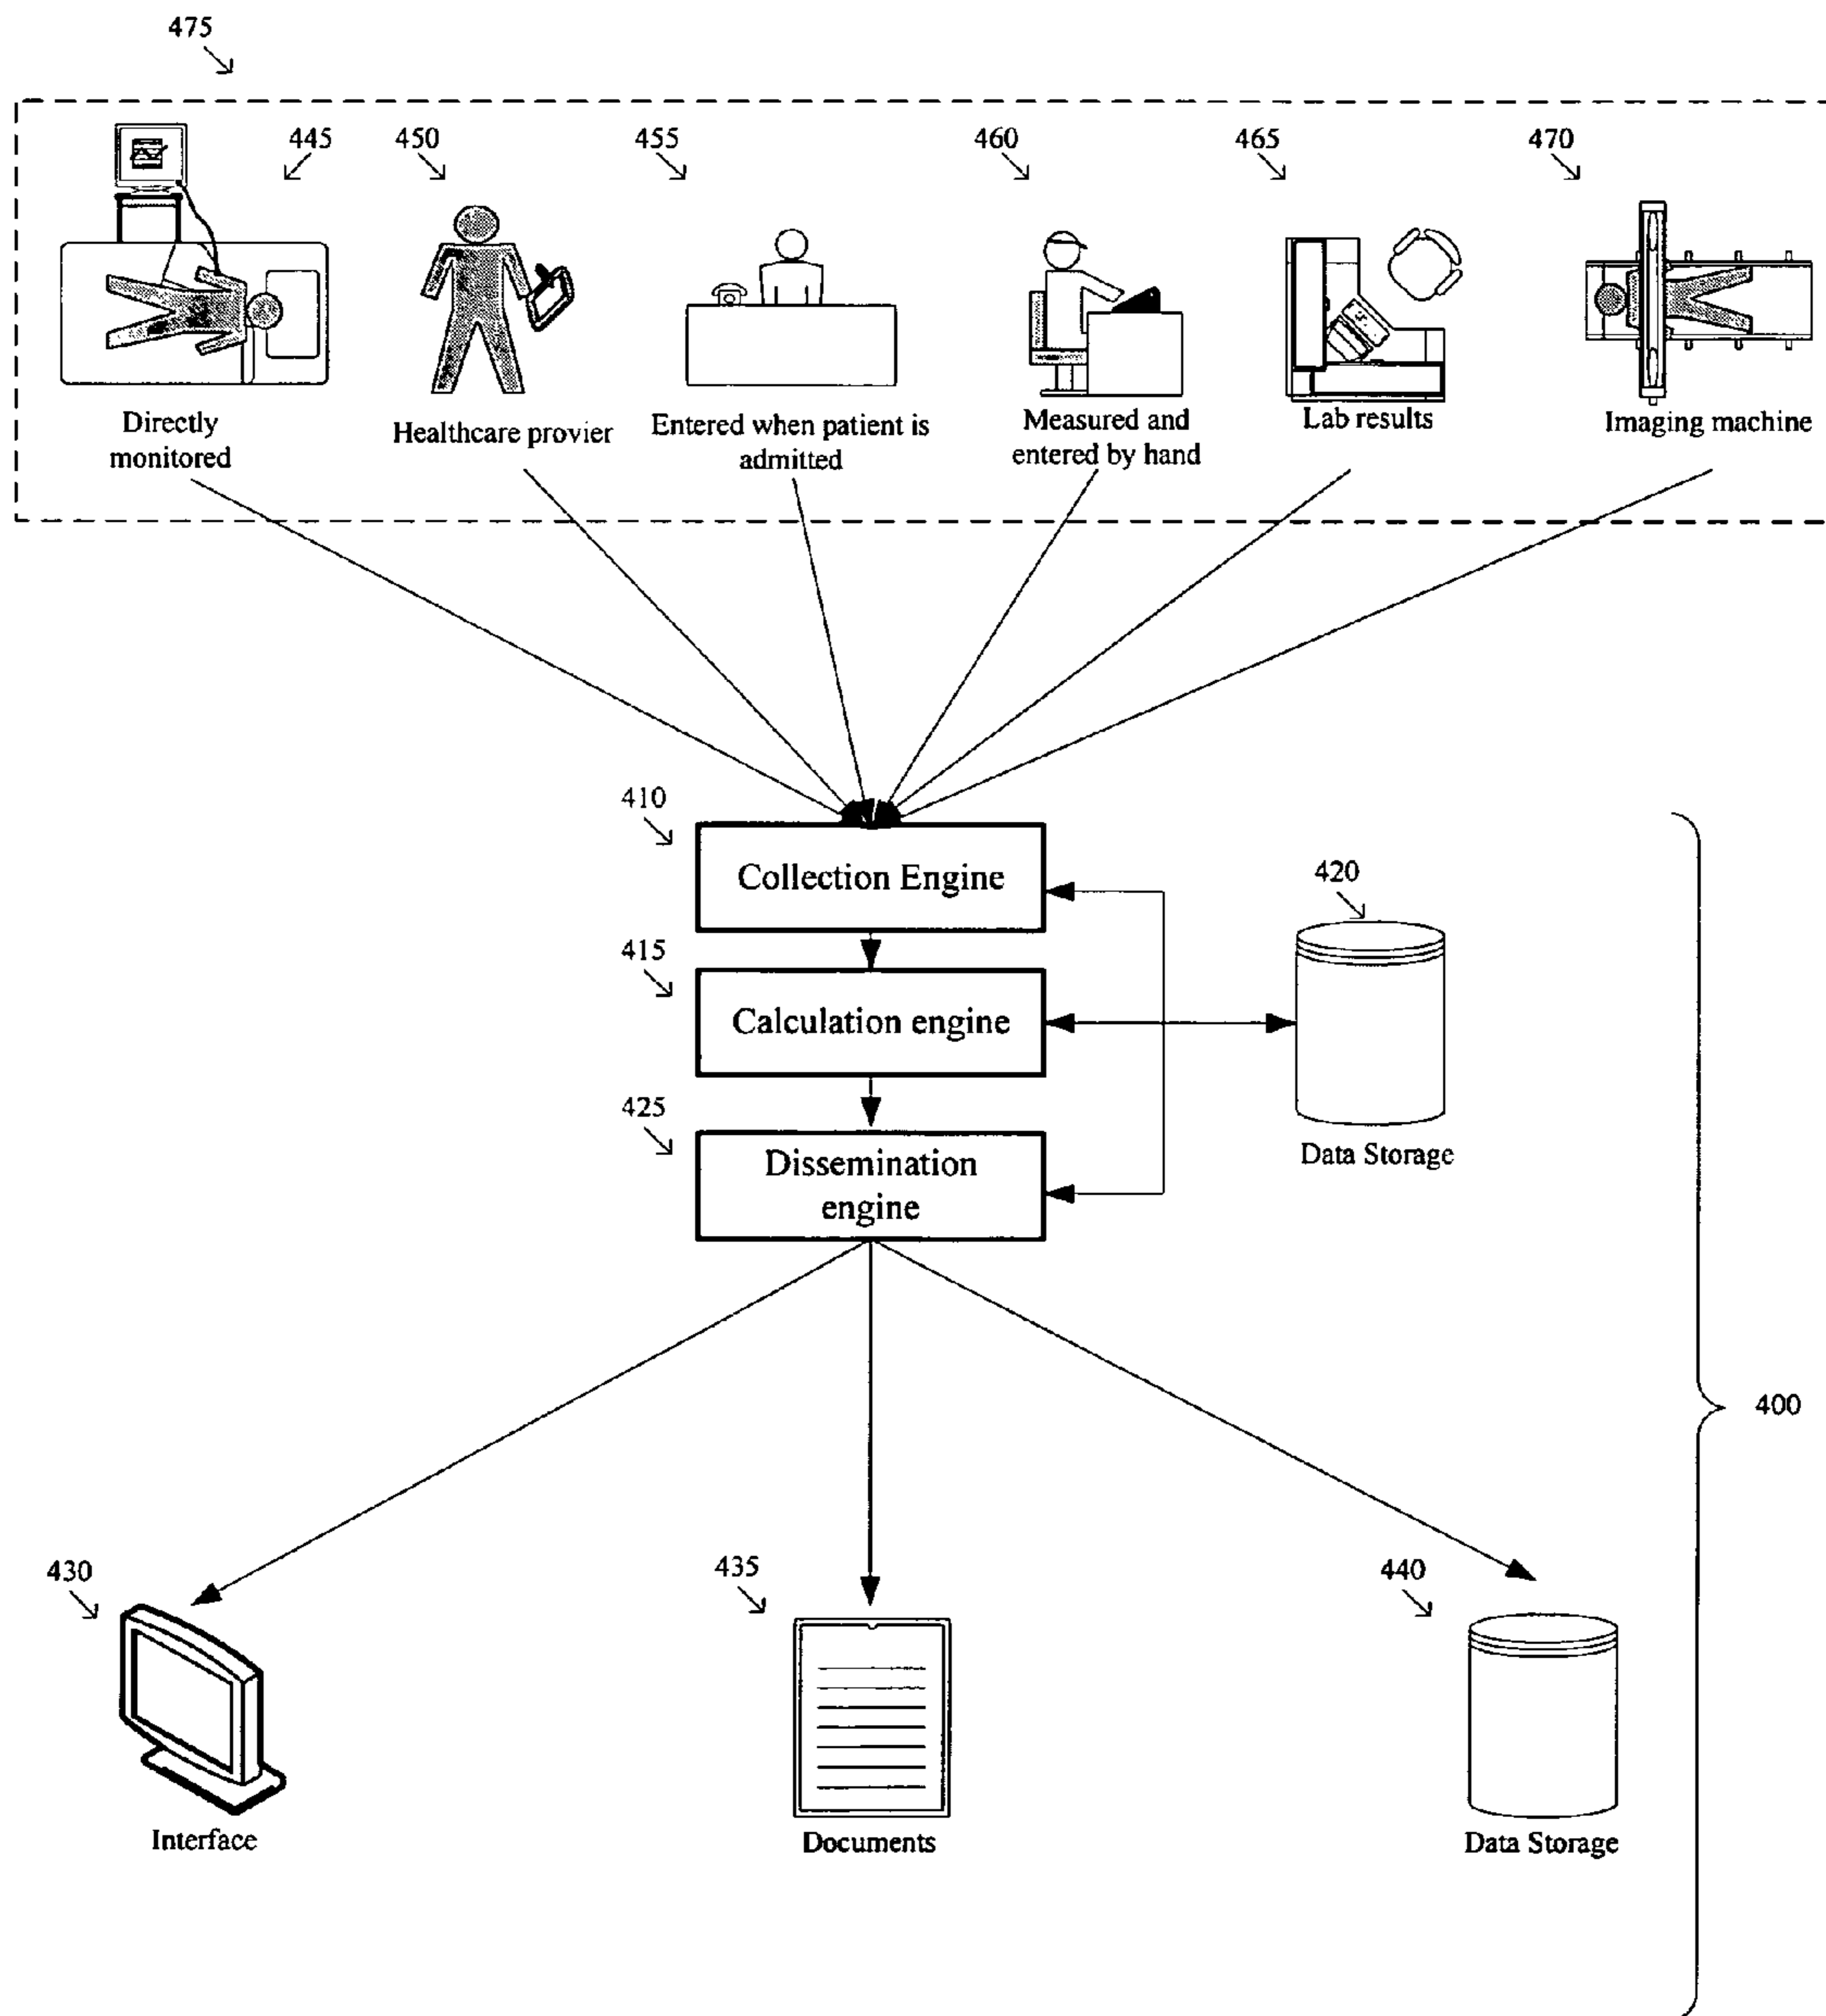 475
445
450
455
460
465
470
Directly
monitored
Healthcare provier
Entered when patient is
admitted
Measured and
entered by hand
Lab results
Imaging machine
410
Collection Engine
420
415
Calculation engine
425
Dissemination
engine
Data Storage
400
430
435
440
Interface
Documents
Data Storage